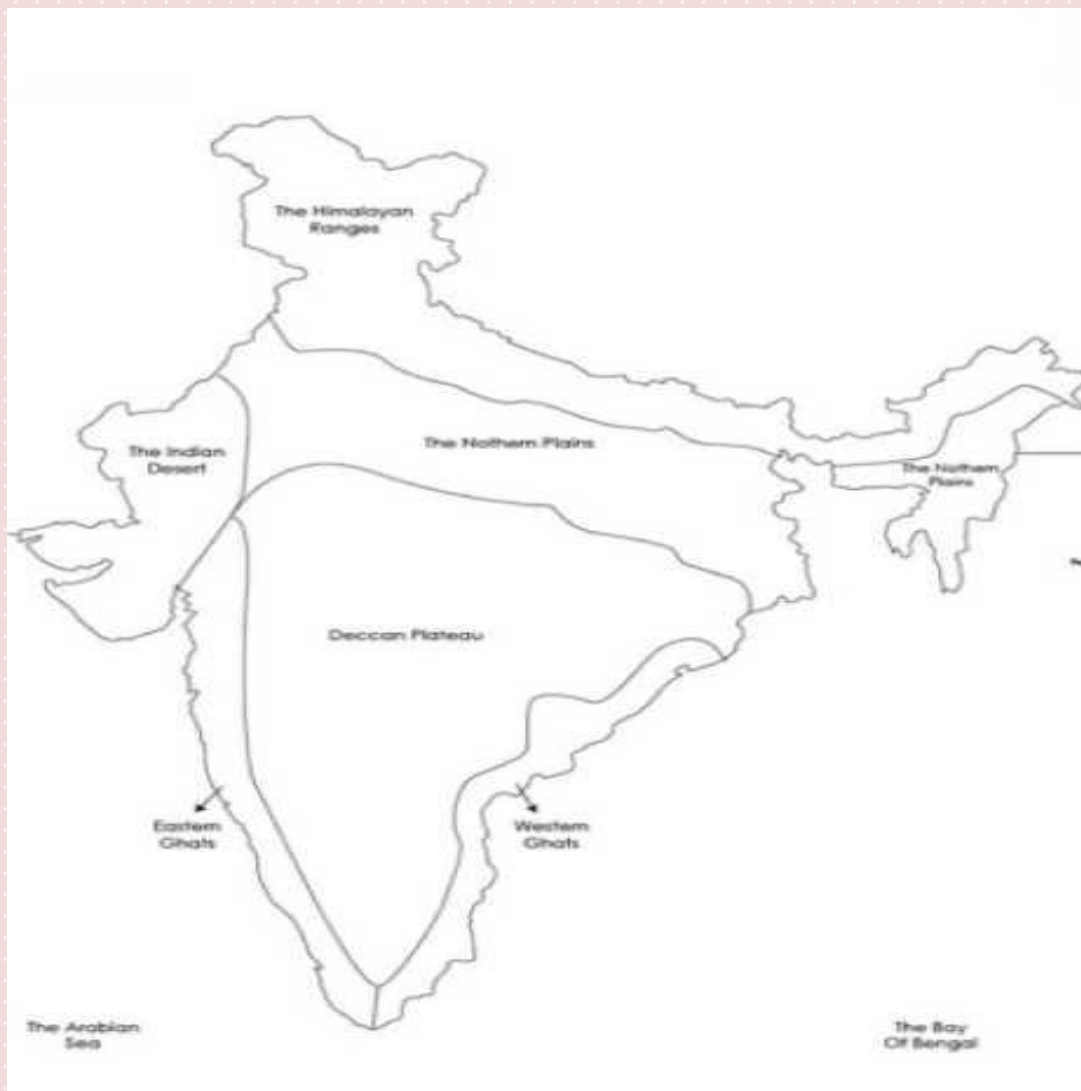 The Himalayan
Ranges
The Indian
Desert
The Nothern Plains
The Nothern
Plains
Deccan Plateau
Eastern
Ghats
Western
Ghats
The Arabian
Sea
The Bay
Of Bengal